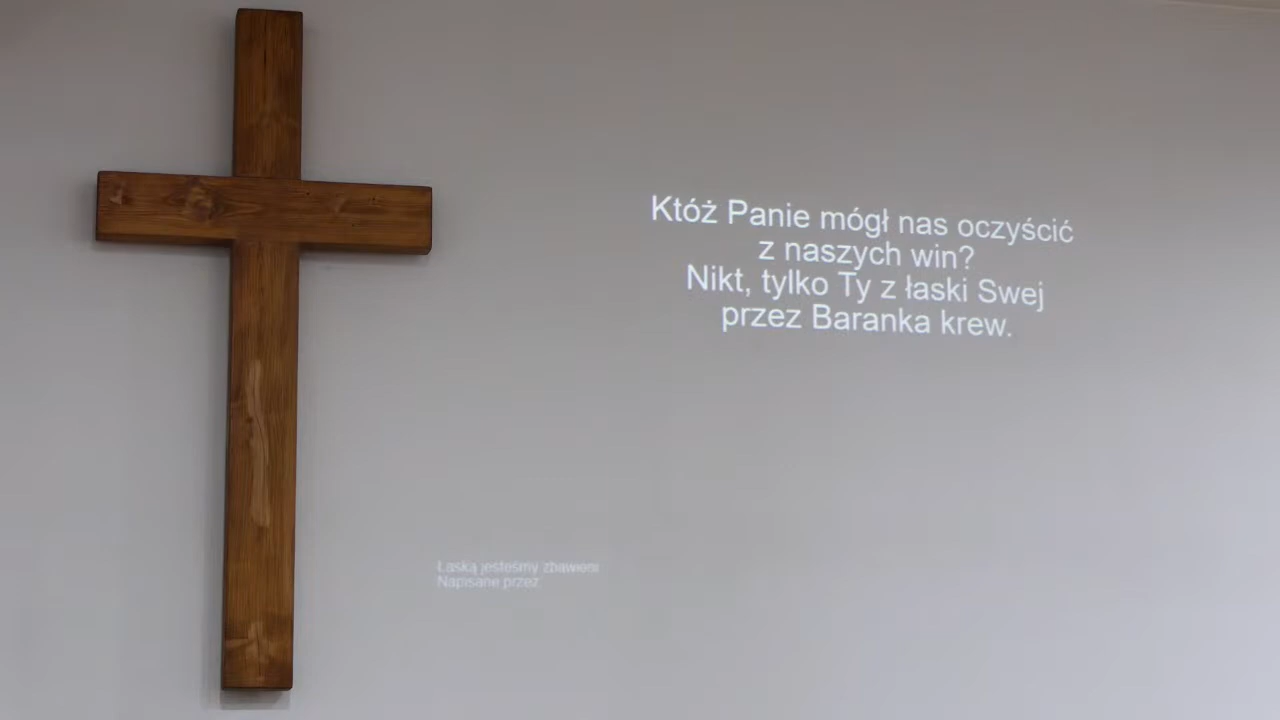 Któż Panie mógł nas oczyścić
z naszych win?
Nikt, tylko Ty z łaski Swej
przez Baranka krew.
Łaską jesteśmy zbawieni
Napisane przez